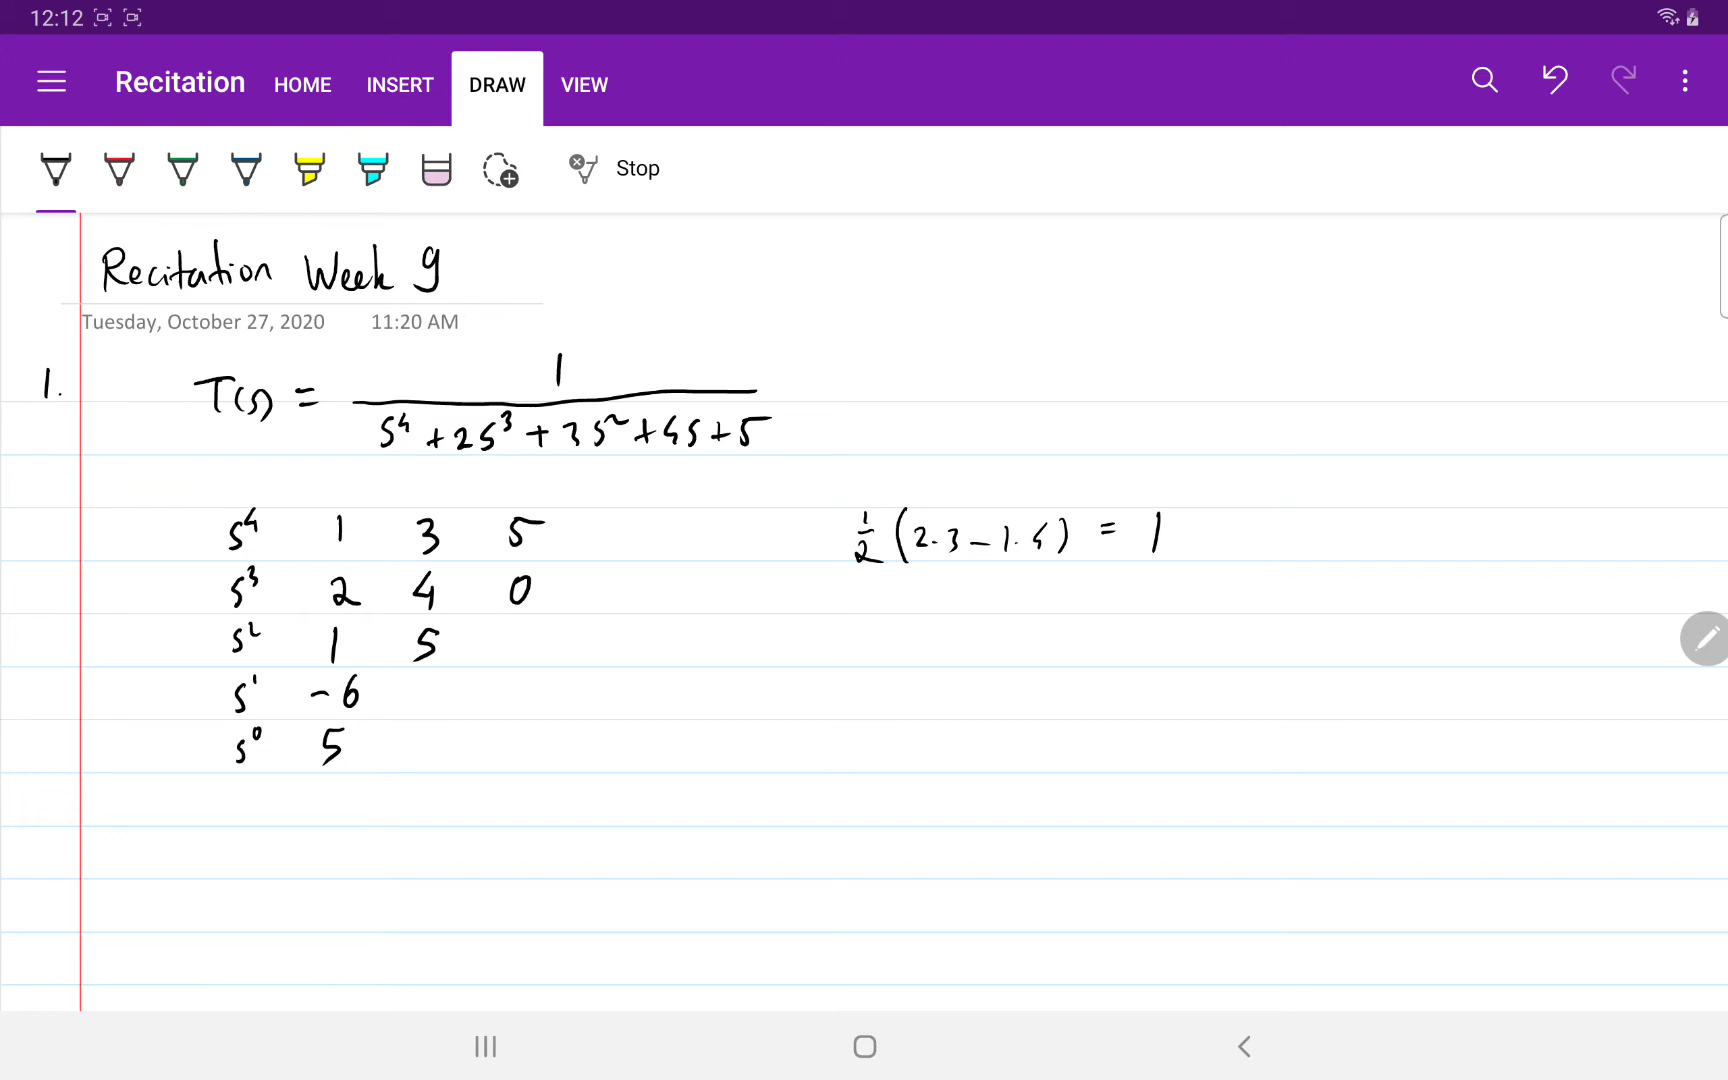 12:12
Recitation HOME INSERT DRAW VIEW
Stop
Recitation Week 9
Tuesday, October 27, 2020 11:20 AM
1. T(s) = 1
s⁴ + 2s³ + 3s² + 4s + 5
s⁴ 1 3 5 1/2 (2·3 − 1·4) = 1
s³ 2 4 0
s² 1 5
s¹ −6
s⁰ 5